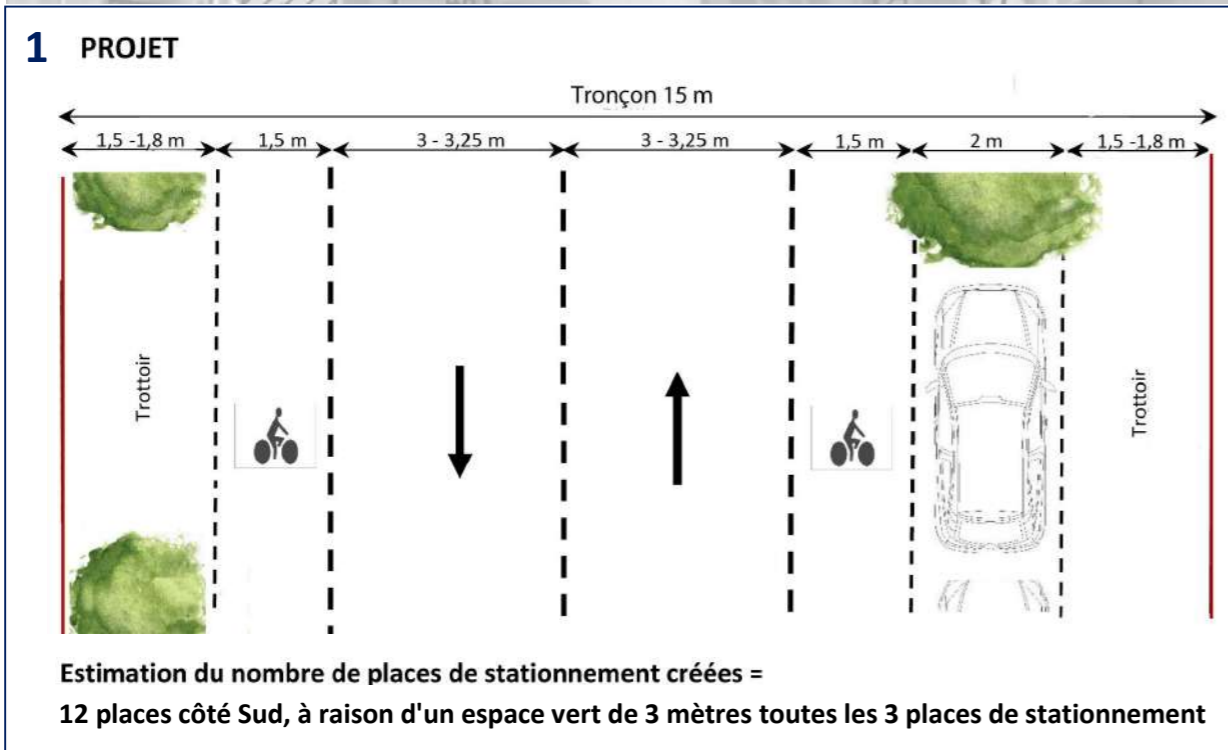 1 PROJET
Tronçon 15 m
1,5 -1,8 m 1,5 m 3 - 3,25 m 3 - 3,25 m 1,5 m 2 m 1,5 -1,8 m
Trottoir Trottoir
Estimation du nombre de places de stationnement créées =
12 places côté Sud, à raison d'un espace vert de 3 mètres toutes les 3 places de stationnement